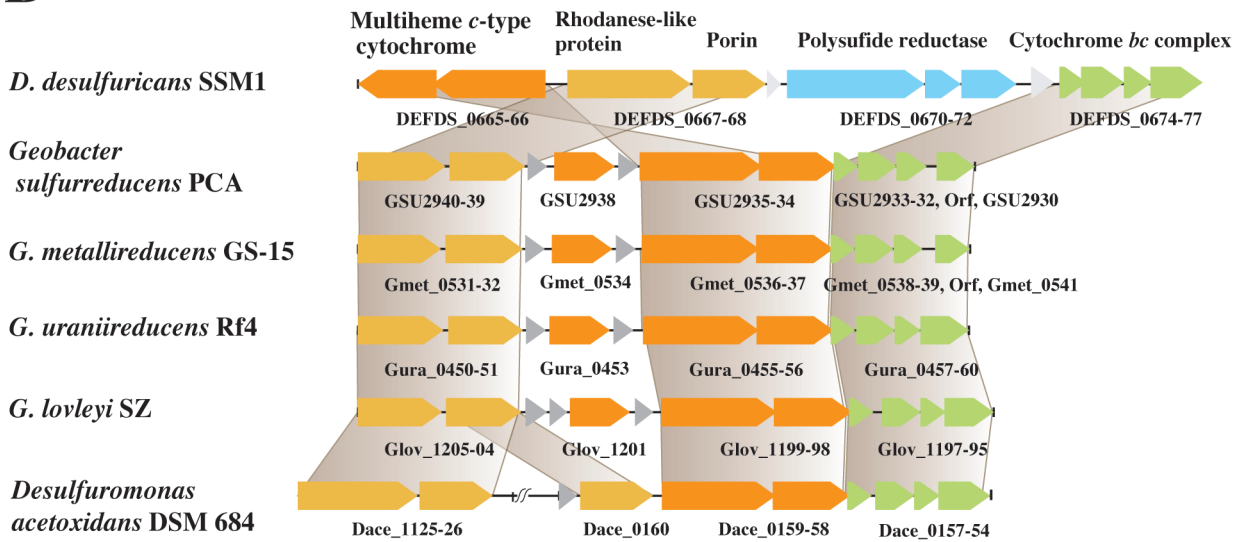 Multiheme c-type
cytochrome
Rhodanese-like
protein
Porin
Polysufide reductase
Cytochrome bc complex
D. desulfuricans SSM1
DEFDS_0665-66
DEFDS_0667-68
DEFDS_0670-72
DEFDS_0674-77
Geobacter
sulfurreducens PCA
GSU2940-39
GSU2938
GSU2935-34
GSU2933-32, Orf, GSU2930
G. metallireducens GS-15
Gmet_0531-32
Gmet_0534
Gmet_0536-37
Gmet_0538-39, Orf, Gmet_0541
G. uraniireducens Rf4
Gura_0450-51
Gura_0453
Gura_0455-56
Gura_0457-60
G. lovleyi SZ
Glov_1205-04
Glov_1201
Glov_1199-98
Glov_1197-95
Desulfuromonas
acetoxidans DSM 684
Dace_1125-26
Dace_0160
Dace_0159-58
Dace_0157-54